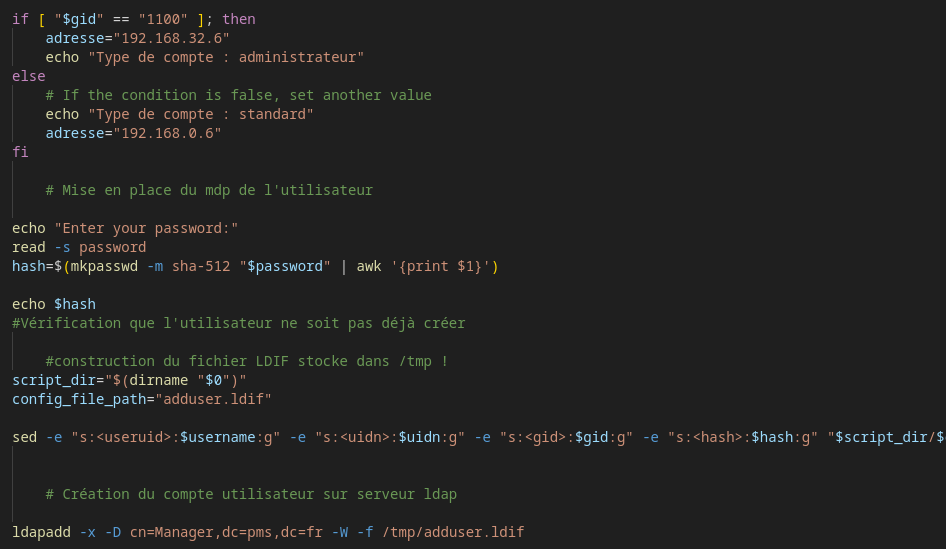 if [ "$gid" == "1100" ]; then
    adresse="192.168.32.6"
    echo "Type de compte : administrateur"
else
    # If the condition is false, set another value
    echo "Type de compte : standard"
    adresse="192.168.0.6"
fi
    # Mise en place du mdp de l'utilisateur
echo "Enter your password:"
read -s password
hash=$(mkpasswd -m sha-512 "$password" | awk '{print $1}')
echo $hash
#Vérification que l'utilisateur ne soit pas déjà créer
    #construction du fichier LDIF stocke dans /tmp !
script_dir="$(dirname "$0")"
config_file_path="adduser.ldif"
sed -e "s:<useruid>:$username:g" -e "s:<uidn>:$uidn:g" -e "s:<gid>:$gid:g" -e "s:<hash>:$hash:g" "$script_dir/$
    # Création du compte utilisateur sur serveur ldap
ldapadd -x -D cn=Manager,dc=pms,dc=fr -W -f /tmp/adduser.ldif